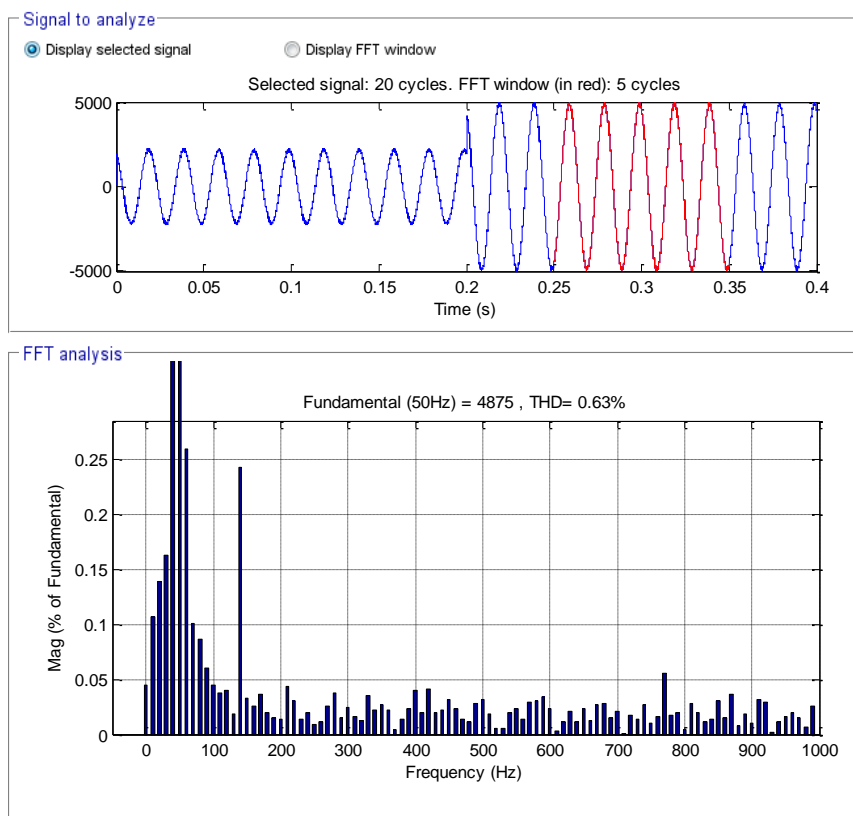 Signal to analyze
Display selected signal
Display FFT window
Selected signal: 20 cycles. FFT window (in red): 5 cycles
5000
0
-5000
0 0.05 0.1 0.15 0.2 0.25 0.3 0.35 0.4
Time (s)
FFT analysis
Fundamental (50Hz) = 4875 , THD= 0.63%
0.25
0.2
0.15
0.1
0.05
0
Mag (% of Fundamental)
0 100 200 300 400 500 600 700 800 900 1000
Frequency (Hz)